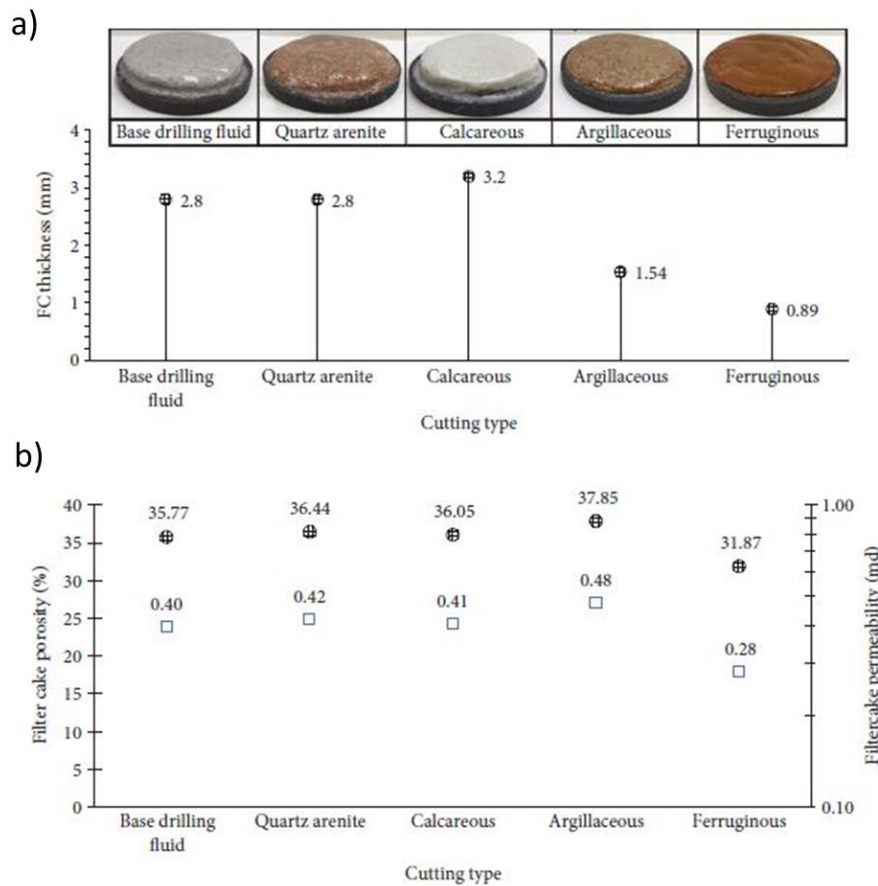 a)
Base drilling fluid Quartz arenite Calcareous Argillaceous Ferruginous
4
3
2
1
0
FC thickness (mm)
2.8 2.8 3.2 1.54 0.89
Base drilling Quartz arenite Calcareous Argillaceous Ferruginous
fluid
Cutting type
b)
40
35
30
25
20
15
10
5
0
Filter cake porosity (%)
35.77 36.44 36.05 37.85 31.87
0.40 0.42 0.41 0.48 0.28
1.00
0.10
Filtercake permeability (md)
Base drilling Quartz arenite Calcareous Argillaceous Ferruginous
fluid
Cutting type